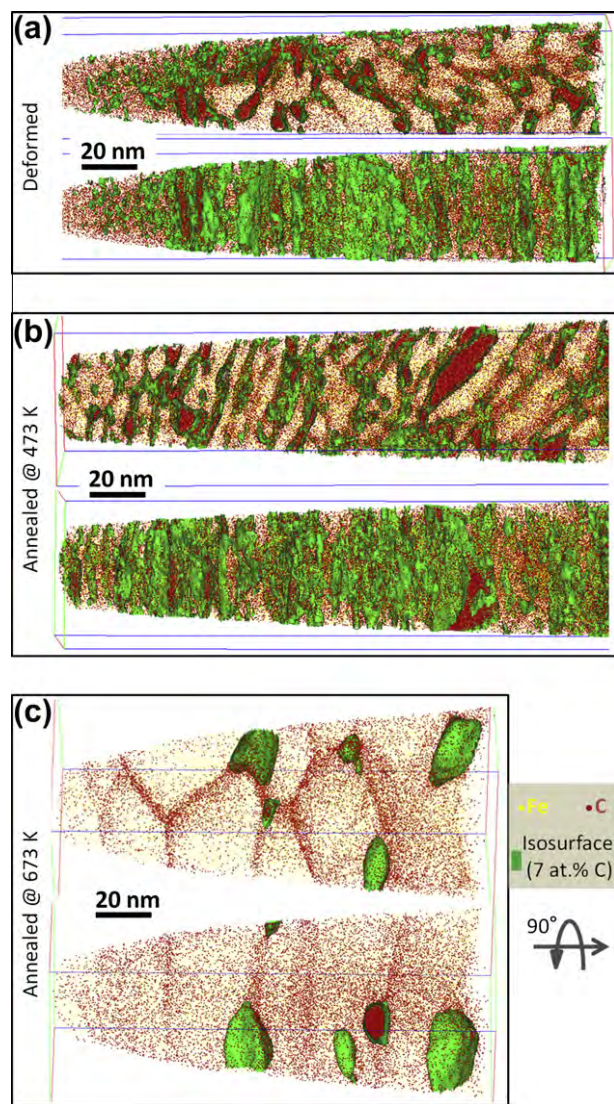 (a)
Deformed
20 nm
(b)
Annealed @ 473 K
20 nm
(c)
Annealed @ 673 K
20 nm
Fe C
Isosurface
(7 at.% C)
90°